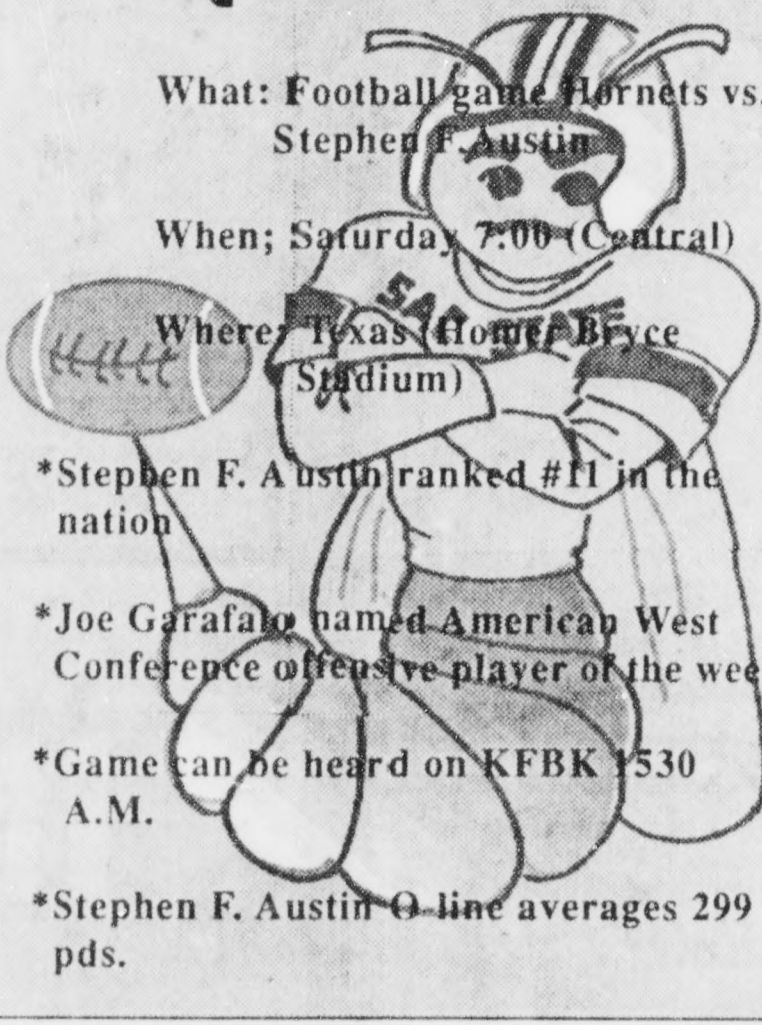 What: Football game Hornets vs.
Stephen F. Austin
When; Saturday 7:00 (Central)
SAC STATE
Where; Texas (Homer Bryce
Stadium)
*Stephen F. Austin ranked #11 in the
nation
*Joe Garafalo named American West
Conference offensive player of the wee
*Game can be heard on KFBK 1530
A.M.
*Stephen F. Austin O-line averages 299
pds.